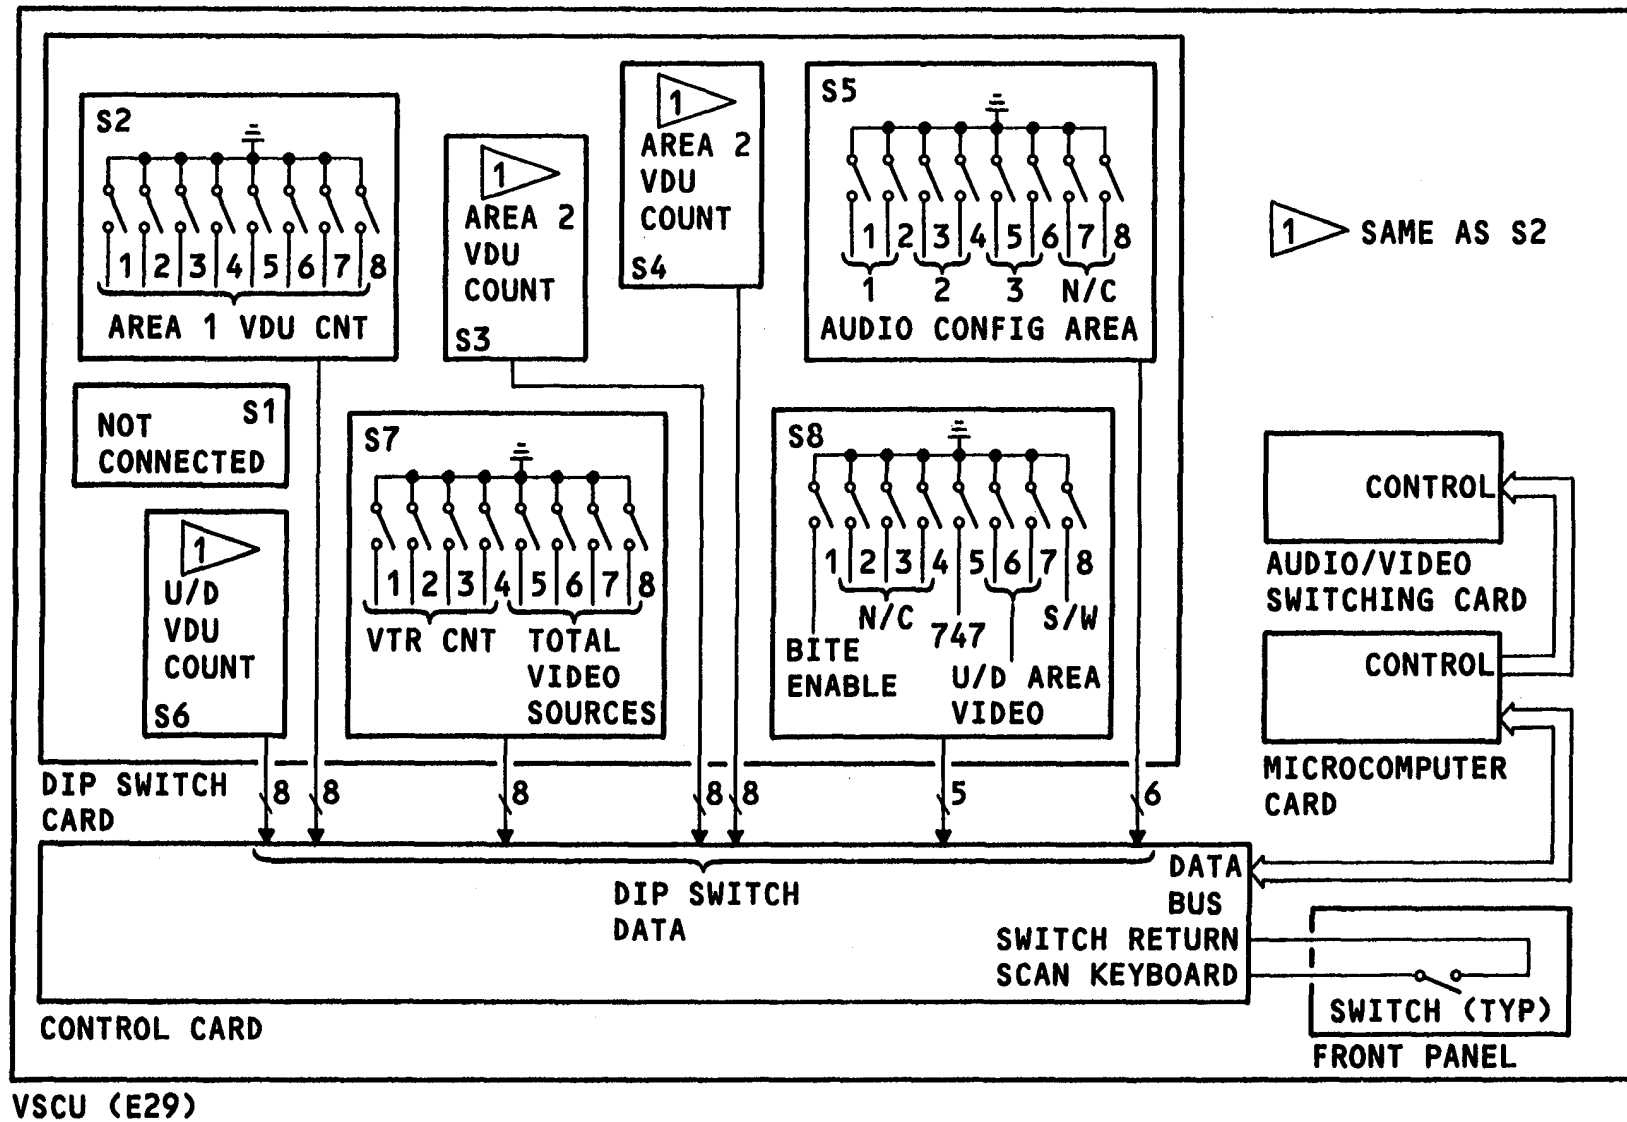 S2
1 2 3 4 5 6 7 8
AREA 1 VDU CNT
1
AREA 2
VDU
COUNT
S3
1
AREA 2
VDU
COUNT
S4
S5
1 2 3 4 5 6 7 8
1 2 3 N/C
AUDIO CONFIG AREA
1 SAME AS S2
S1
NOT
CONNECTED
1
U/D
VDU
COUNT
S6
S7
1 2 3 4 5 6 7 8
VTR CNT
TOTAL
VIDEO
SOURCES
S8
1 2 3 4 5 6 7 8
N/C
747
S/W
BITE
ENABLE
U/D AREA
VIDEO
CONTROL
AUDIO/VIDEO
SWITCHING CARD
CONTROL
MICROCOMPUTER
CARD
DIP SWITCH
CARD
8 8 8 8 8 5 6
DIP SWITCH
DATA
DATA
BUS
SWITCH RETURN
SCAN KEYBOARD
CONTROL CARD
SWITCH (TYP)
FRONT PANEL
VSCU (E29)